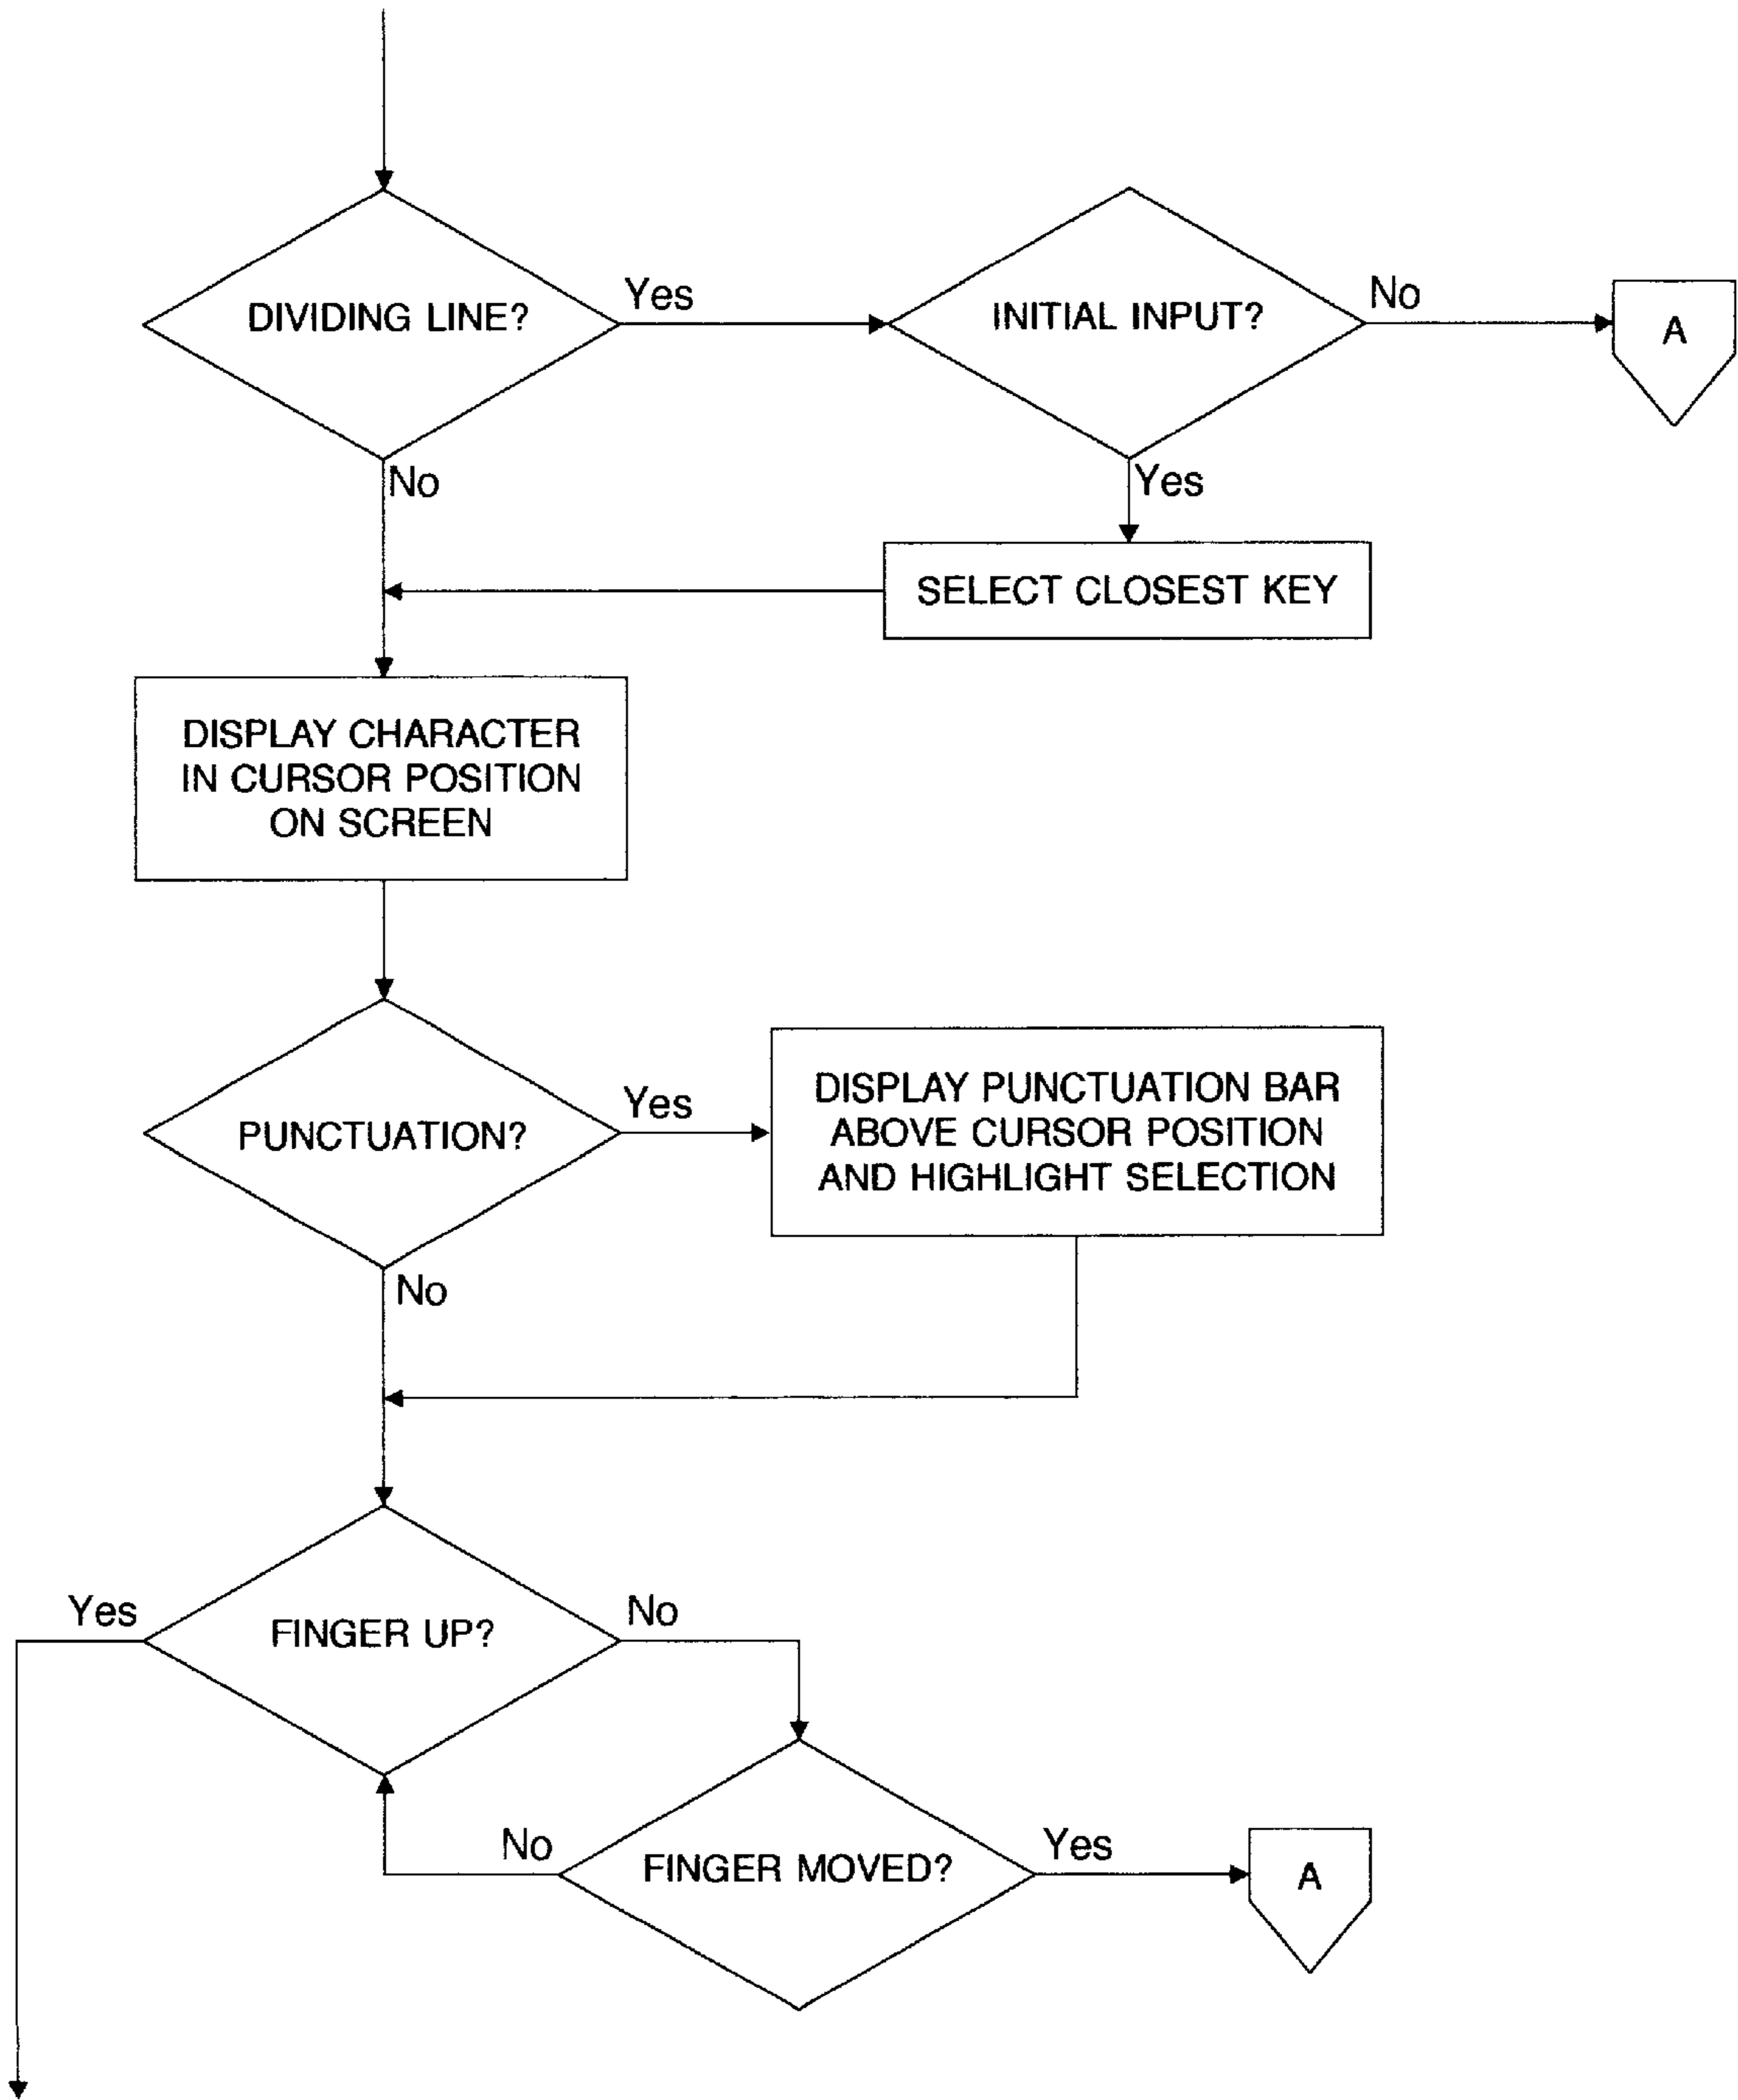 DIVIDING LINE?
Yes
INITIAL INPUT?
No
A
No
Yes
SELECT CLOSEST KEY
DISPLAY CHARACTER
IN CURSOR POSITION
ON SCREEN
PUNCTUATION?
Yes
DISPLAY PUNCTUATION BAR
ABOVE CURSOR POSITION
AND HIGHLIGHT SELECTION
No
Yes
FINGER UP?
No
No
FINGER MOVED?
Yes
A